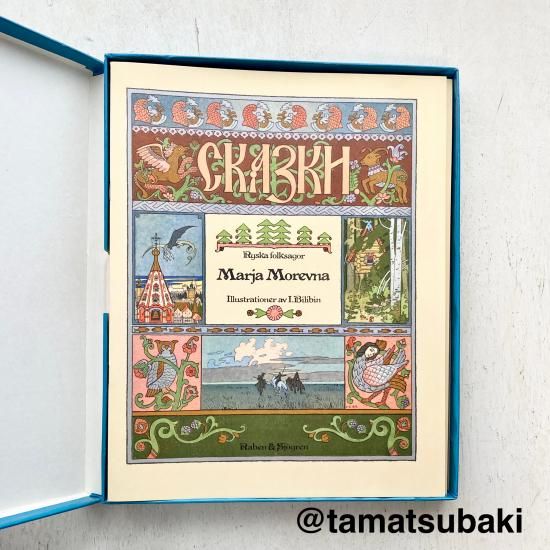 СКАЗКИ
Ryska folksagor
Marja Morevna
Illustrationer av I. Bilibin
Rabén & Sjögren
@tamatsubaki